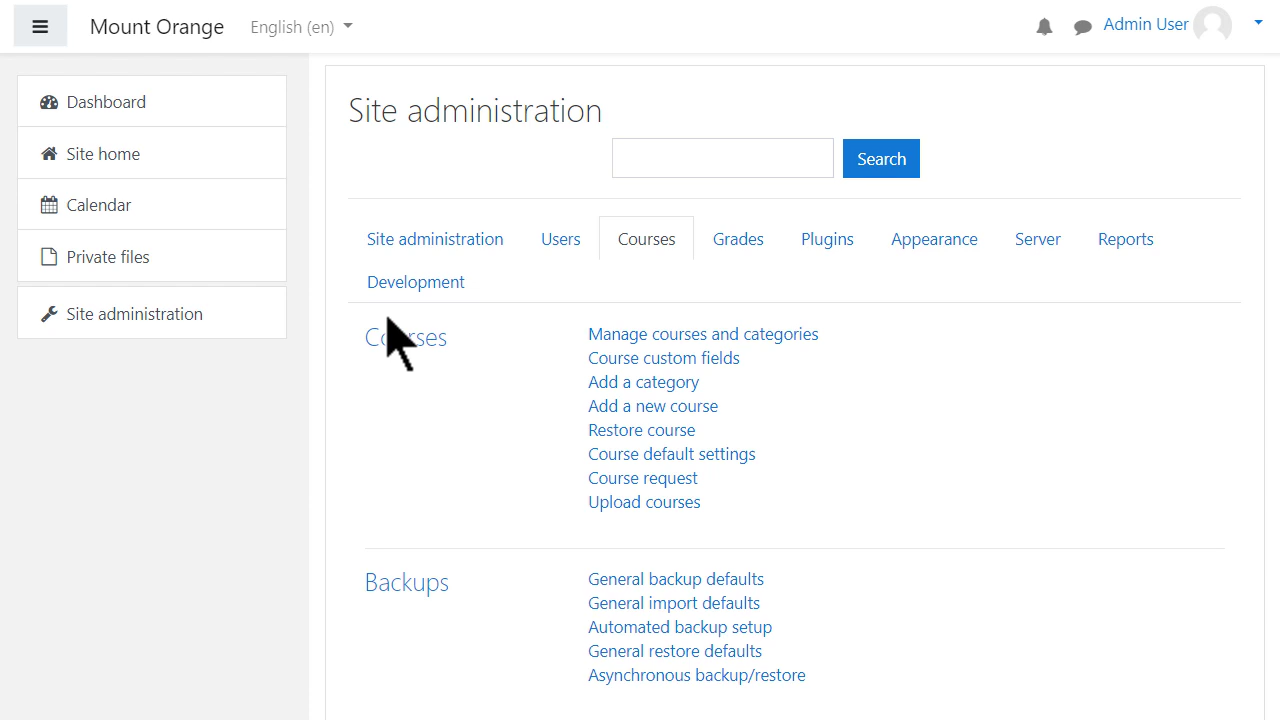 Mount Orange
English (en)
Admin User
Dashboard
Site home
Calendar
Private files
Site administration
Site administration
Search
Site administration Users Courses Grades Plugins Appearance Server Reports
Development
Courses
Manage courses and categories
Course custom fields
Add a category
Add a new course
Restore course
Course default settings
Course request
Upload courses
Backups
General backup defaults
General import defaults
Automated backup setup
General restore defaults
Asynchronous backup/restore